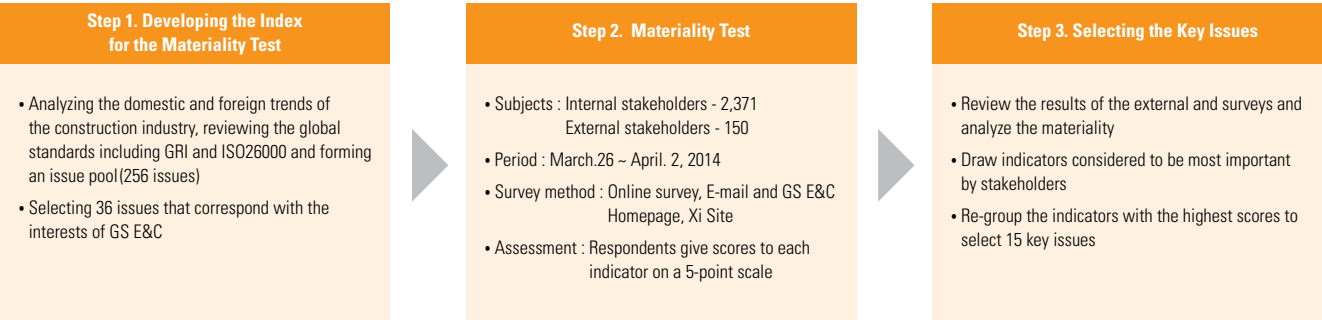 Step 1. Developing the Index
for the Materiality Test
• Analyzing the domestic and foreign trends of
the construction industry, reviewing the global
standards including GRI and ISO26000 and forming
an issue pool(256 issues)
• Selecting 36 issues that correspond with the
interests of GS E&C
Step 2. Materiality Test
• Subjects : Internal stakeholders - 2,371
External stakeholders - 150
• Period : March.26 ~ April. 2, 2014
• Survey method : Online survey, E-mail and GS E&C
Homepage, Xi Site
• Assessment : Respondents give scores to each
indicator on a 5-point scale
Step 3. Selecting the Key Issues
• Review the results of the external and surveys and
analyze the materiality
• Draw indicators considered to be most important
by stakeholders
• Re-group the indicators with the highest scores to
select 15 key issues